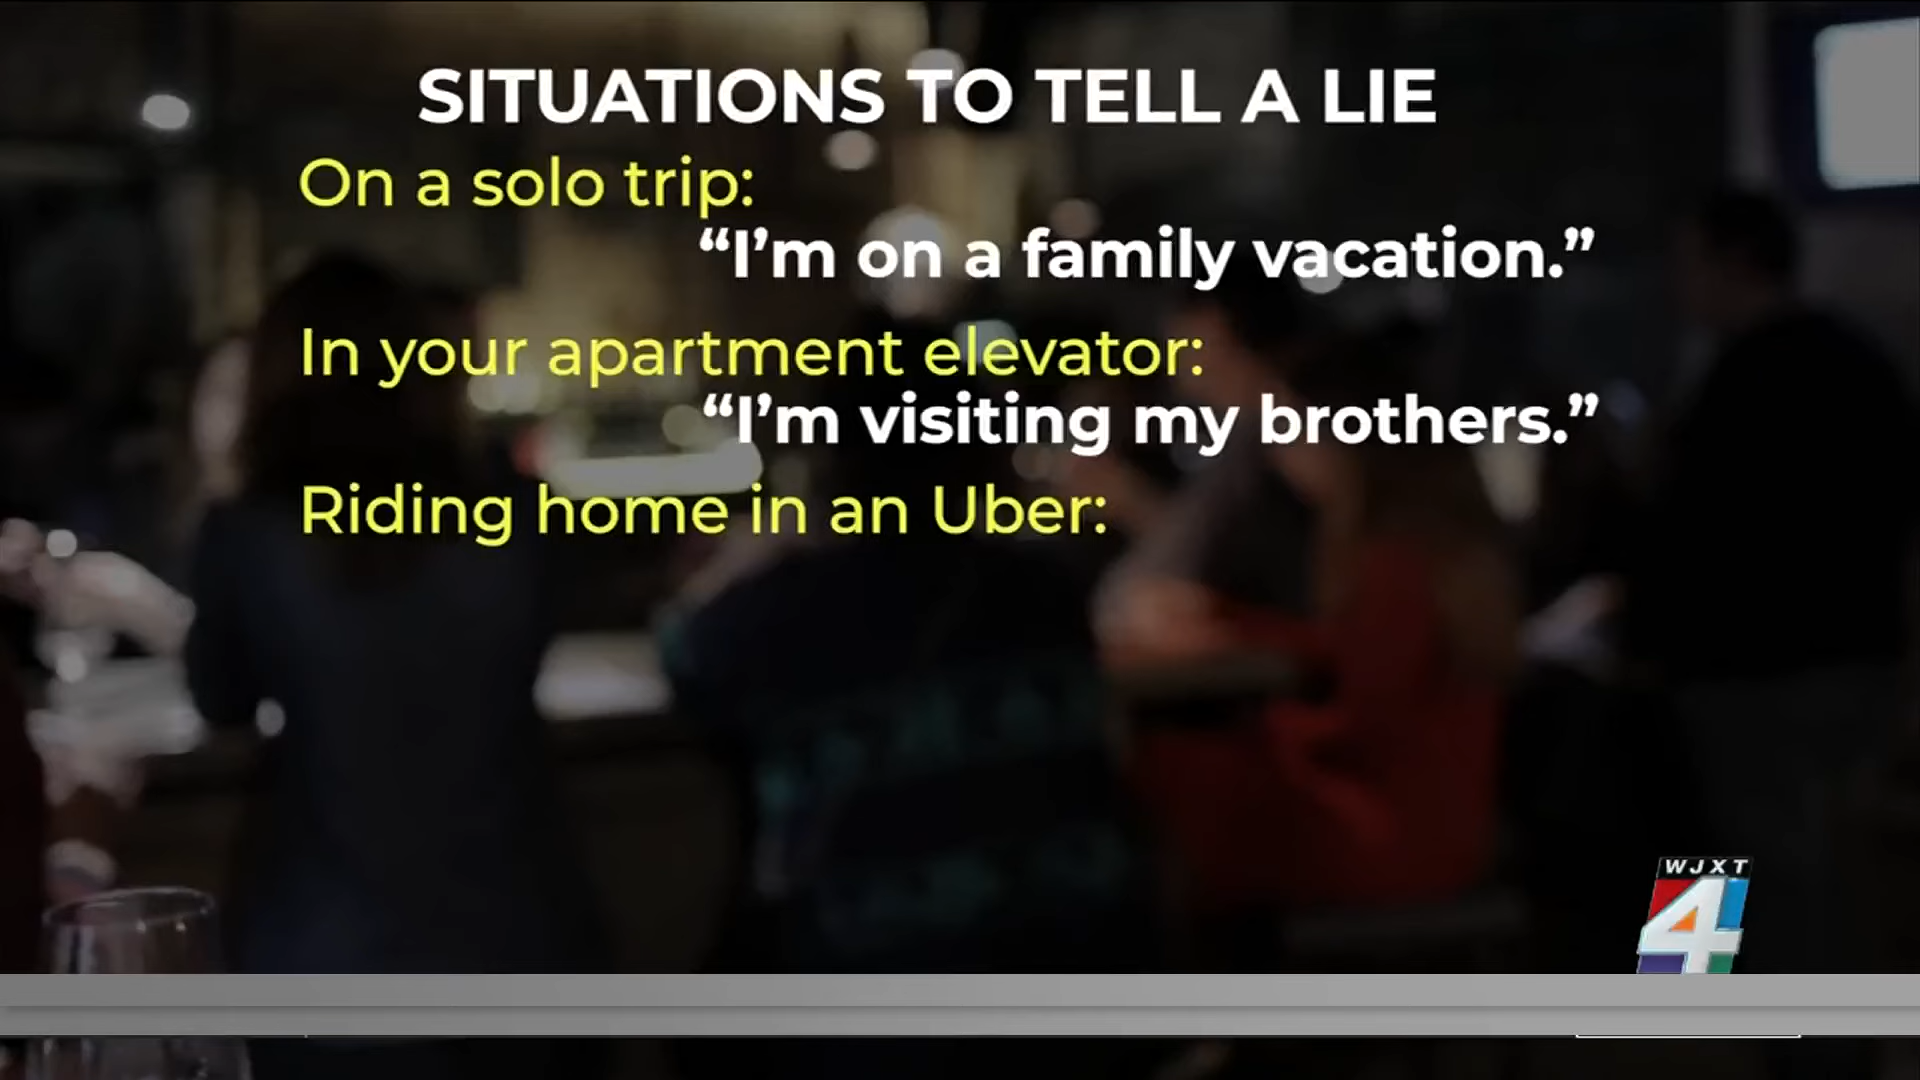 SITUATIONS TO TELL A LIE
On a solo trip:
“I’m on a family vacation.”
In your apartment elevator:
“I’m visiting my brothers.”
Riding home in an Uber:
WJXT
4